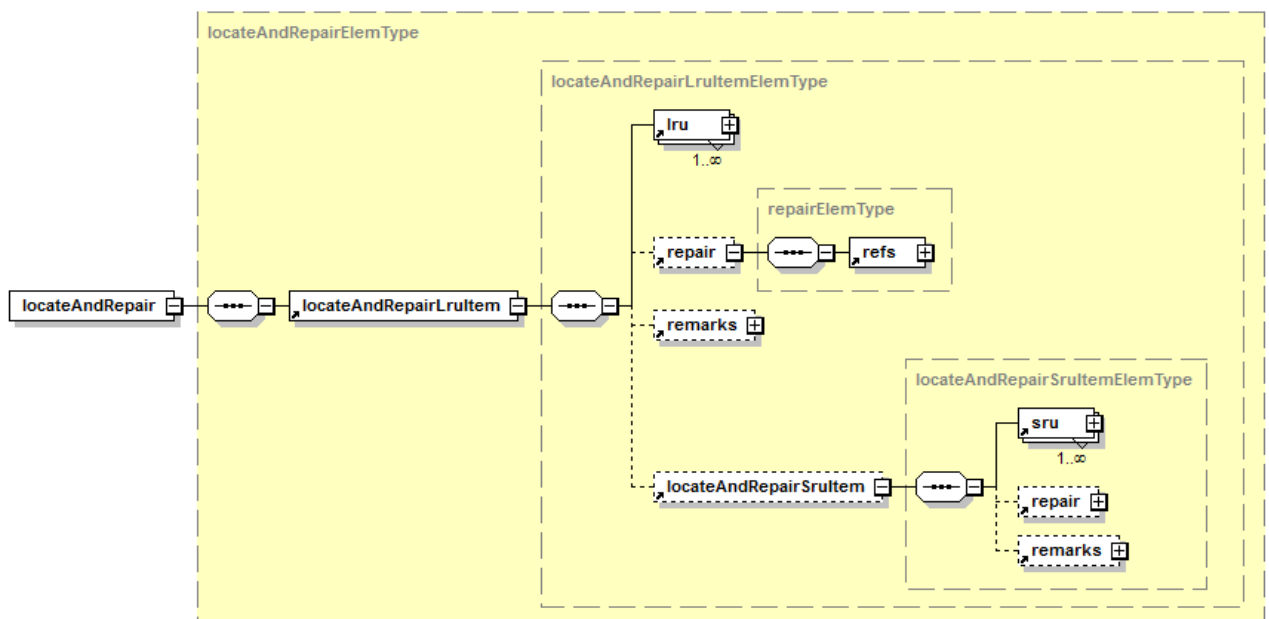 locateAndRepairElemType
locateAndRepairLruItemElemType
lru
1..∞
repairElemType
repair
refs
locateAndRepair
locateAndRepairLruItem
remarks
locateAndRepairSruItemElemType
sru
1..∞
locateAndRepairSruItem
repair
remarks